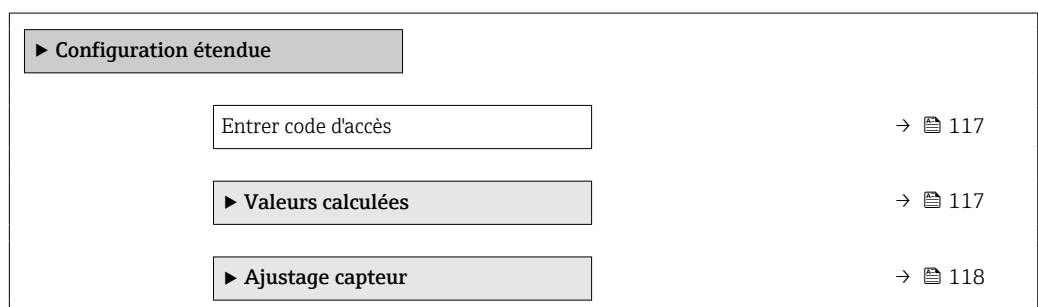 ▶ Configuration étendue
Entrer code d'accès → 117
▶ Valeurs calculées → 117
▶ Ajustage capteur → 118